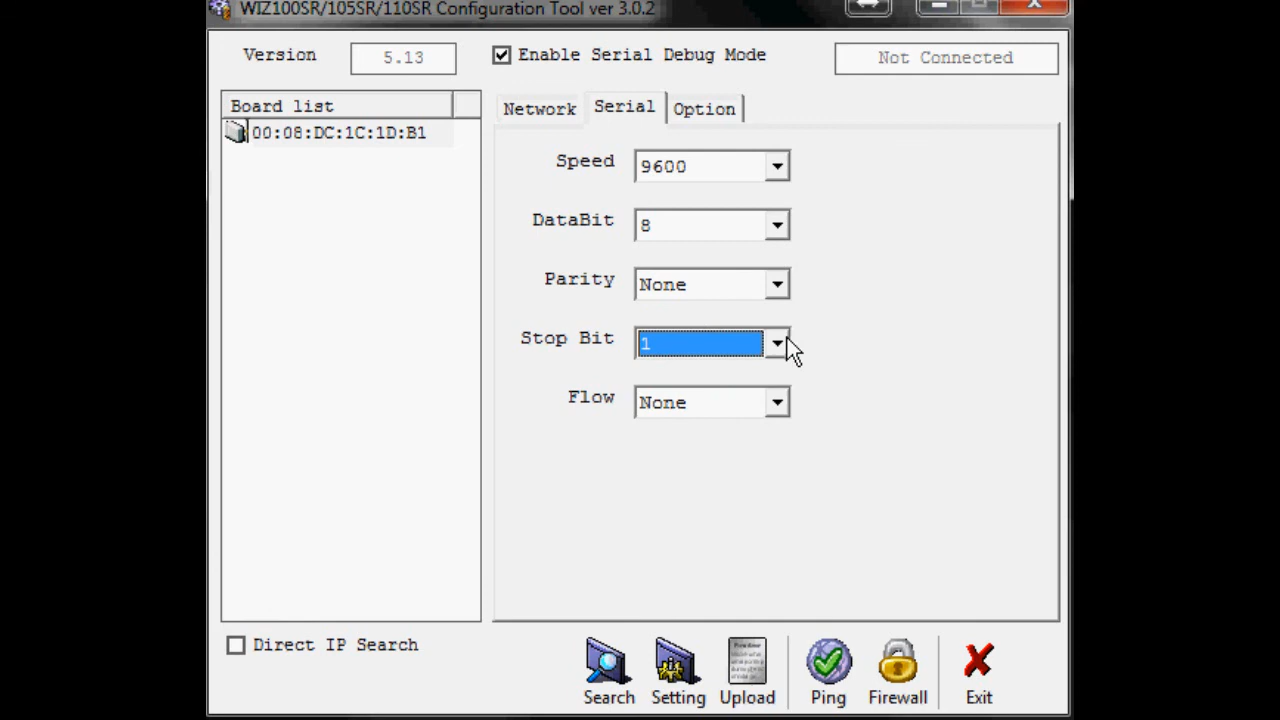 WIZ100SR/105SR/110SR Configuration Tool ver 3.0.2
Version 5.13 Enable Serial Debug Mode Not Connected
Board list
00:08:DC:1C:1D:B1
Network Serial Option
Speed 9600
DataBit 8
Parity None
Stop Bit 1
Flow None
Direct IP Search
Search Setting Upload Ping Firewall Exit